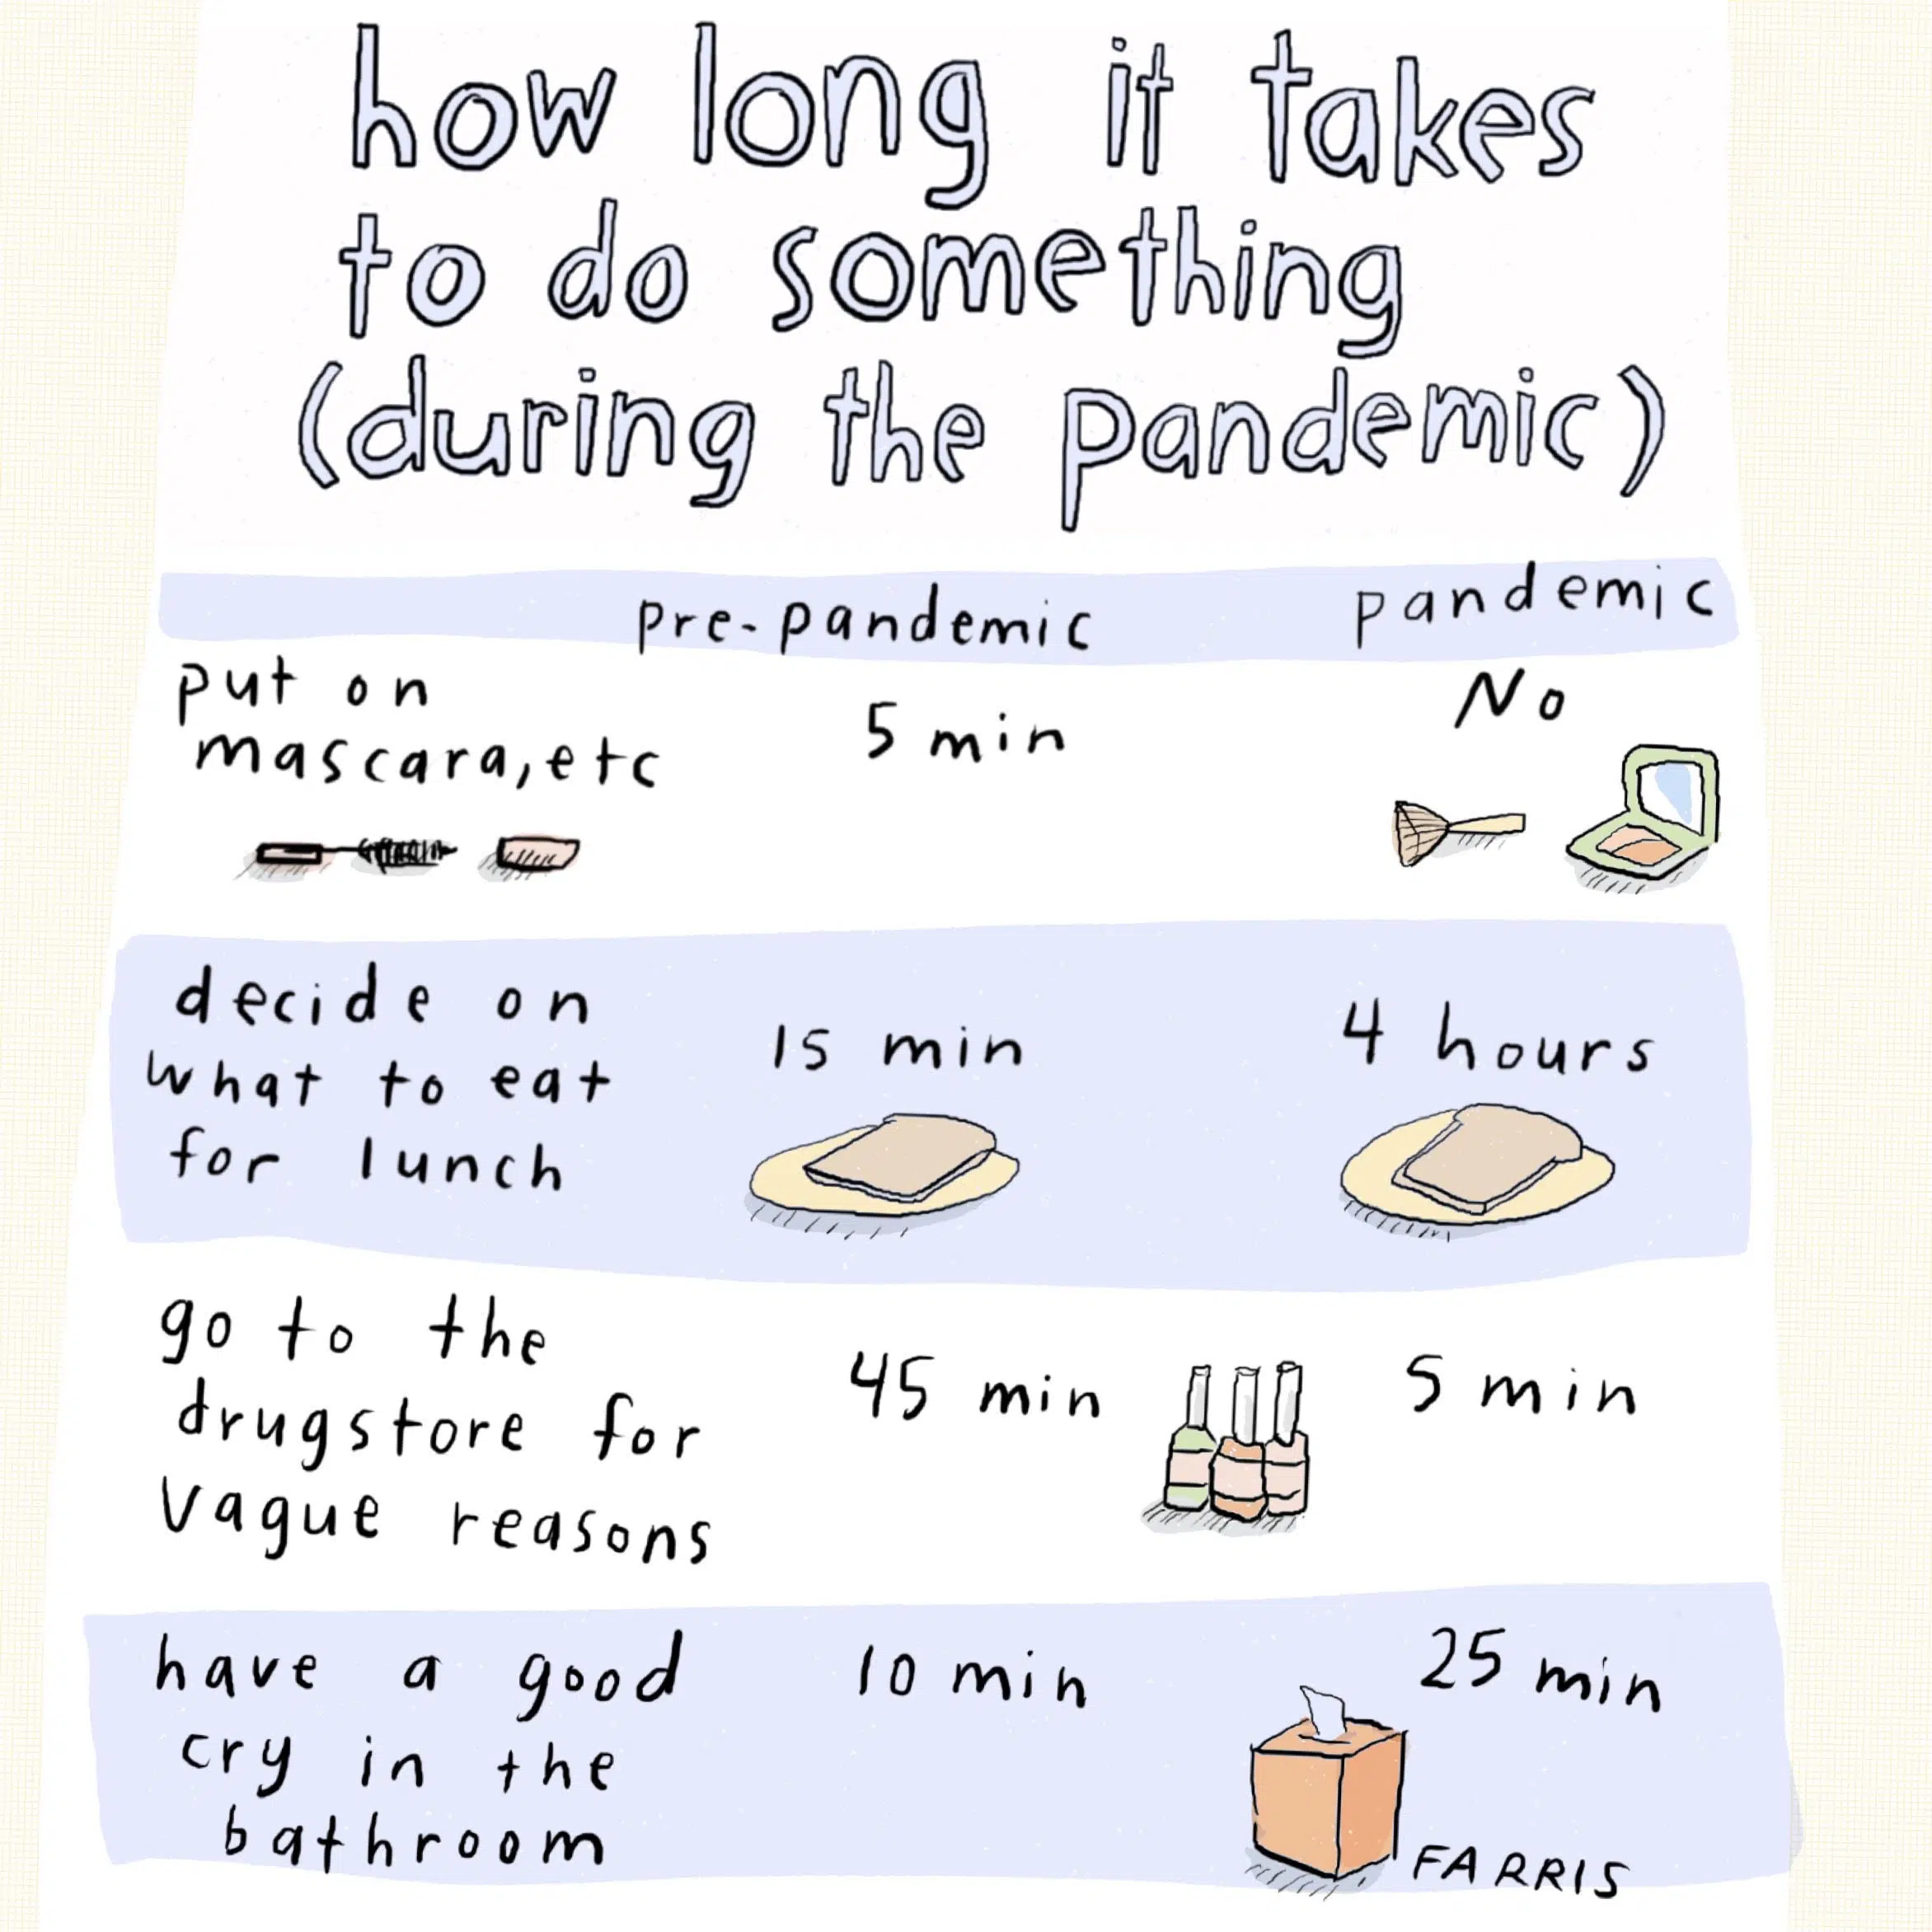 how long it takes
to do something
(during the pandemic)
pre-pandemic pandemic
put on
mascara, etc
5 min
No
decide on
what to eat
for lunch
15 min
4 hours
go to the
drugstore for
vague reasons
45 min
5 min
have a good
cry in the
bathroom
10 min
25 min
FARRIS